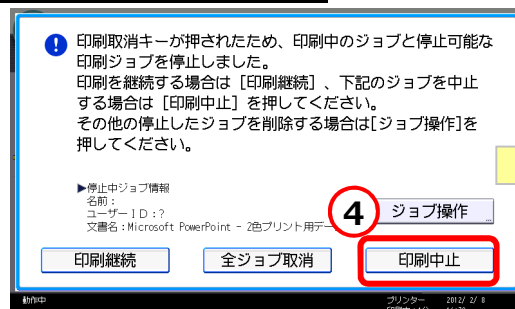 印刷取消キーが押されたため、印刷中のジョブと停止可能な
印刷ジョブを停止しました。
印刷を継続する場合は［印刷継続］、下記のジョブを中止
する場合は［印刷中止］を押してください。
その他の停止したジョブを削除する場合は[ジョブ操作]を
押してください。
▶停止中ジョブ情報
名前：
ユーザーＩＤ：?
文書名：Microsoft PowerPoint - 2色プリント用デー
④ ジョブ操作
印刷継続 全ジョブ取消 印刷中止
動作中 プリンター 2012/ 2/ 8